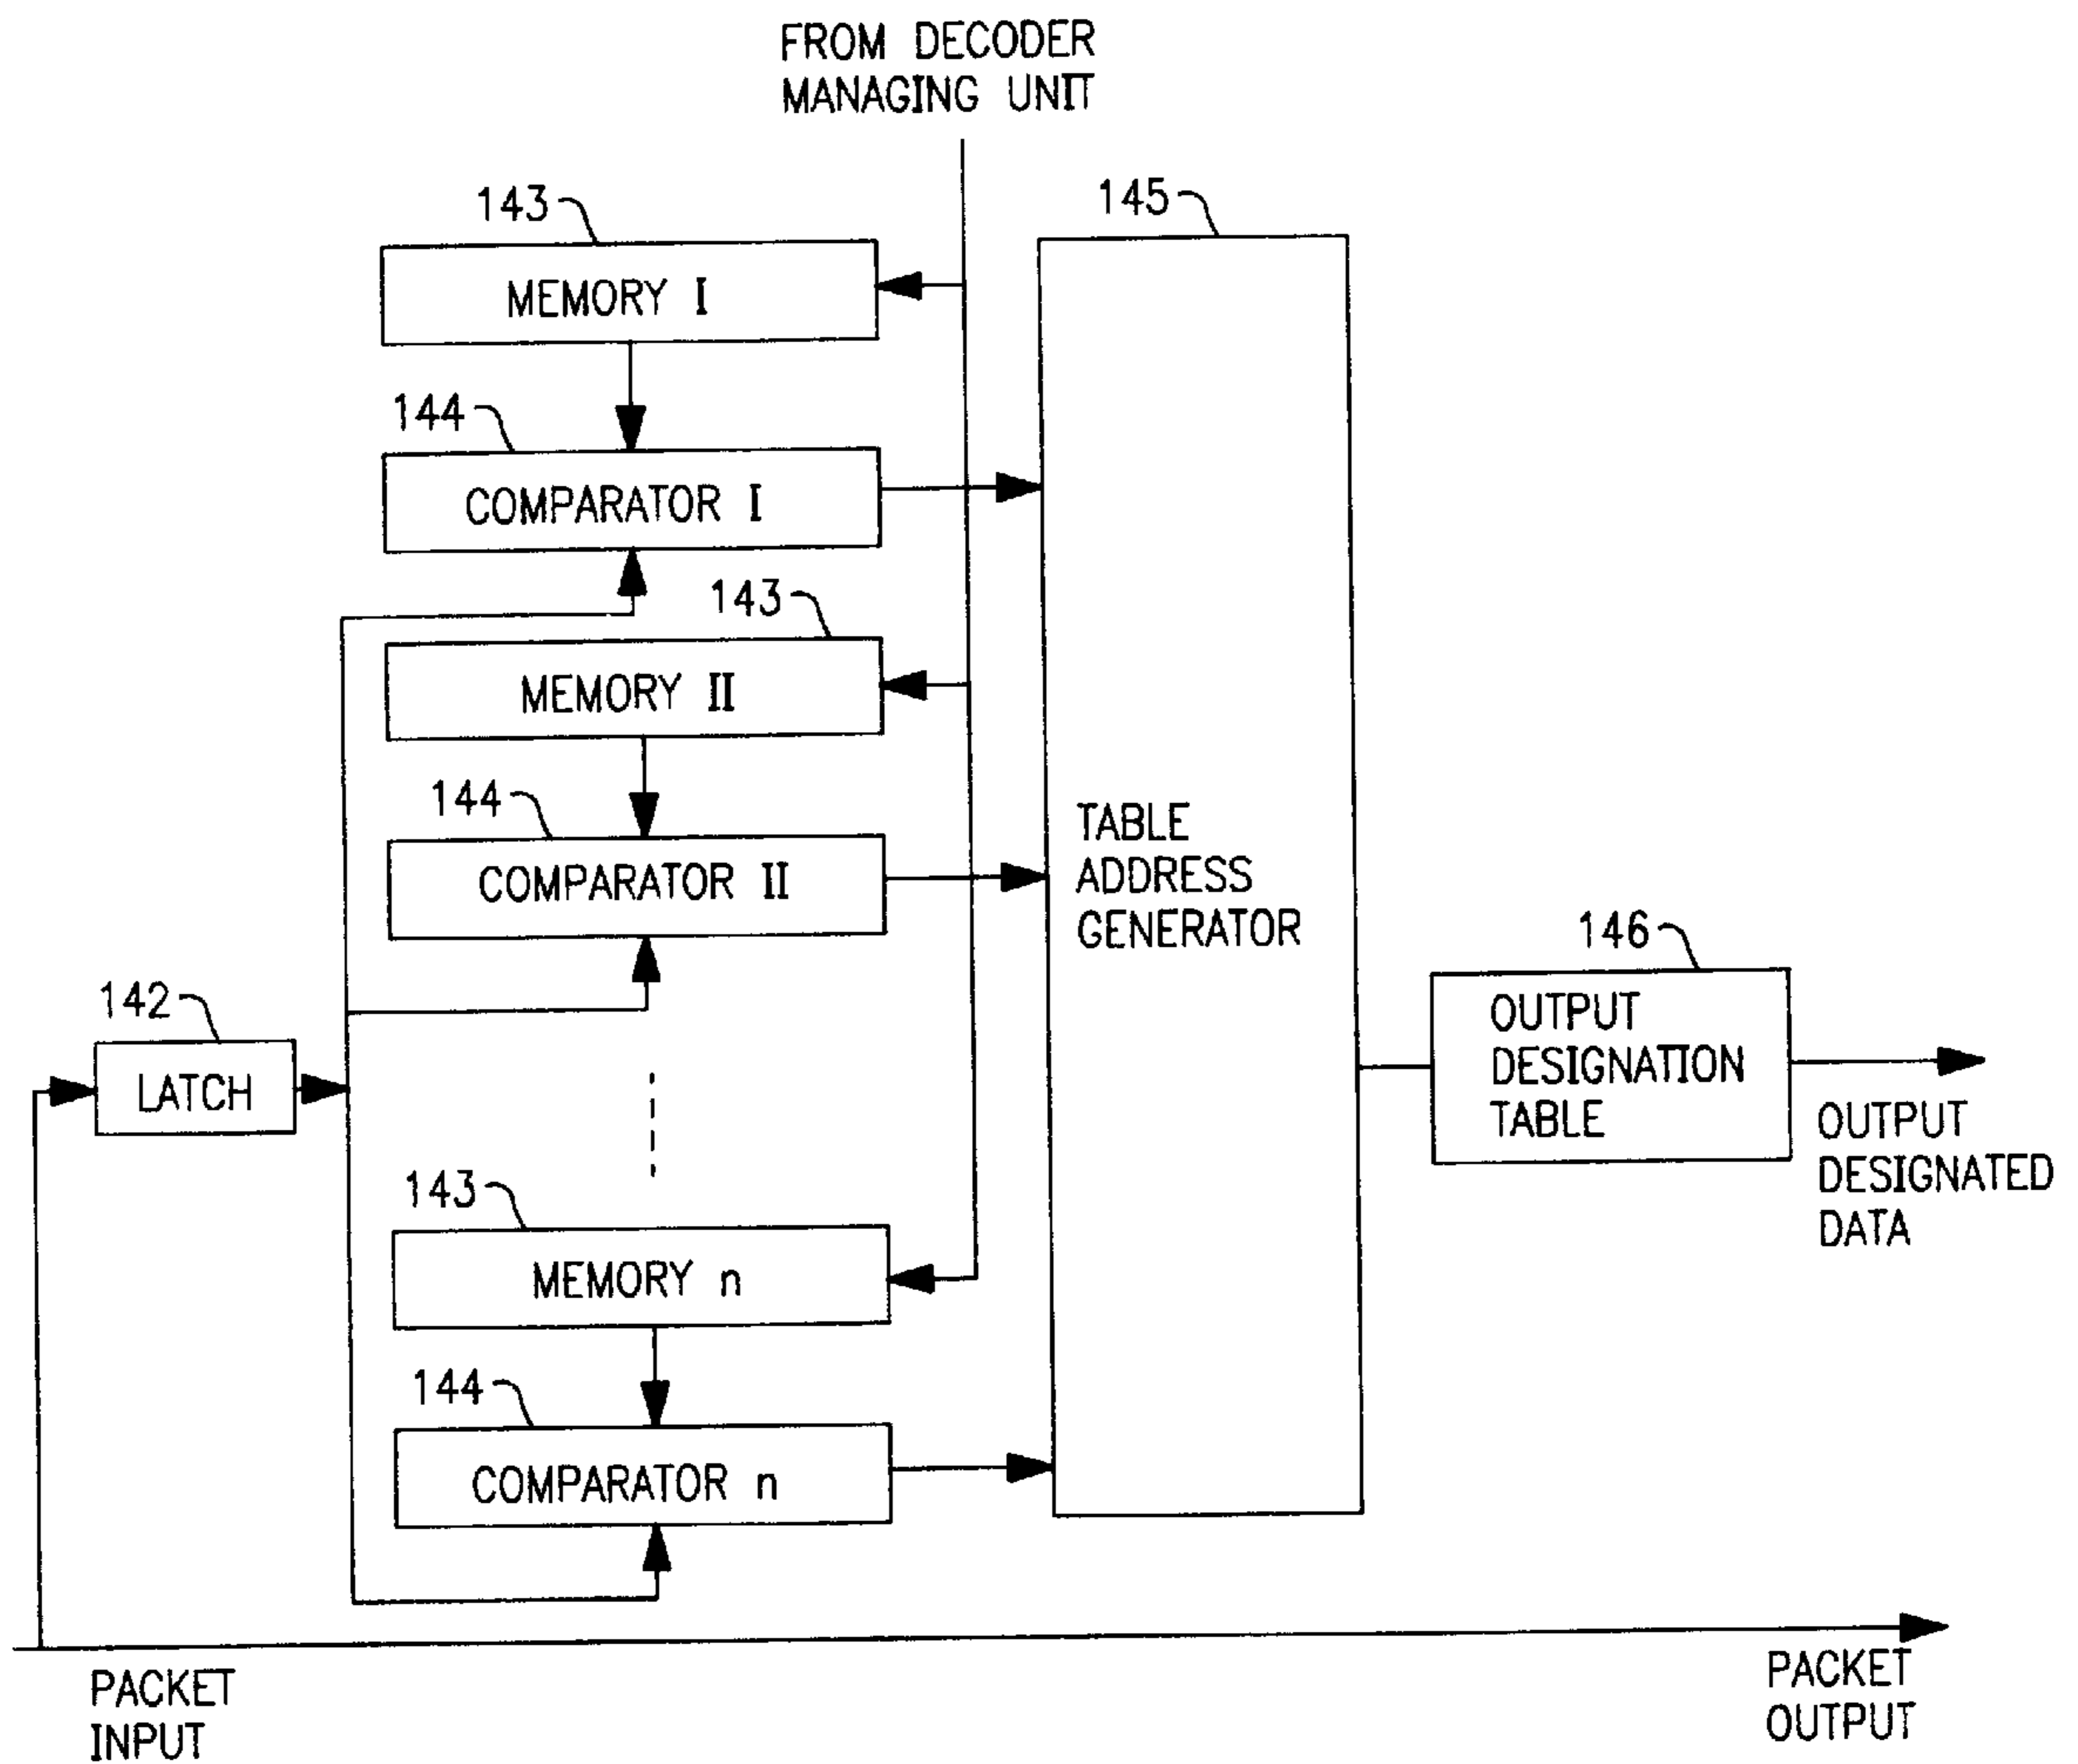 FROM DECODER
MANAGING UNIT
143
145
MEMORY I
144
COMPARATOR I
143
MEMORY II
144
COMPARATOR II
TABLE
ADDRESS
GENERATOR
146
142
LATCH
OUTPUT
DESIGNATION
TABLE
OUTPUT
DESIGNATED
DATA
143
MEMORY n
144
COMPARATOR n
PACKET
INPUT
PACKET
OUTPUT